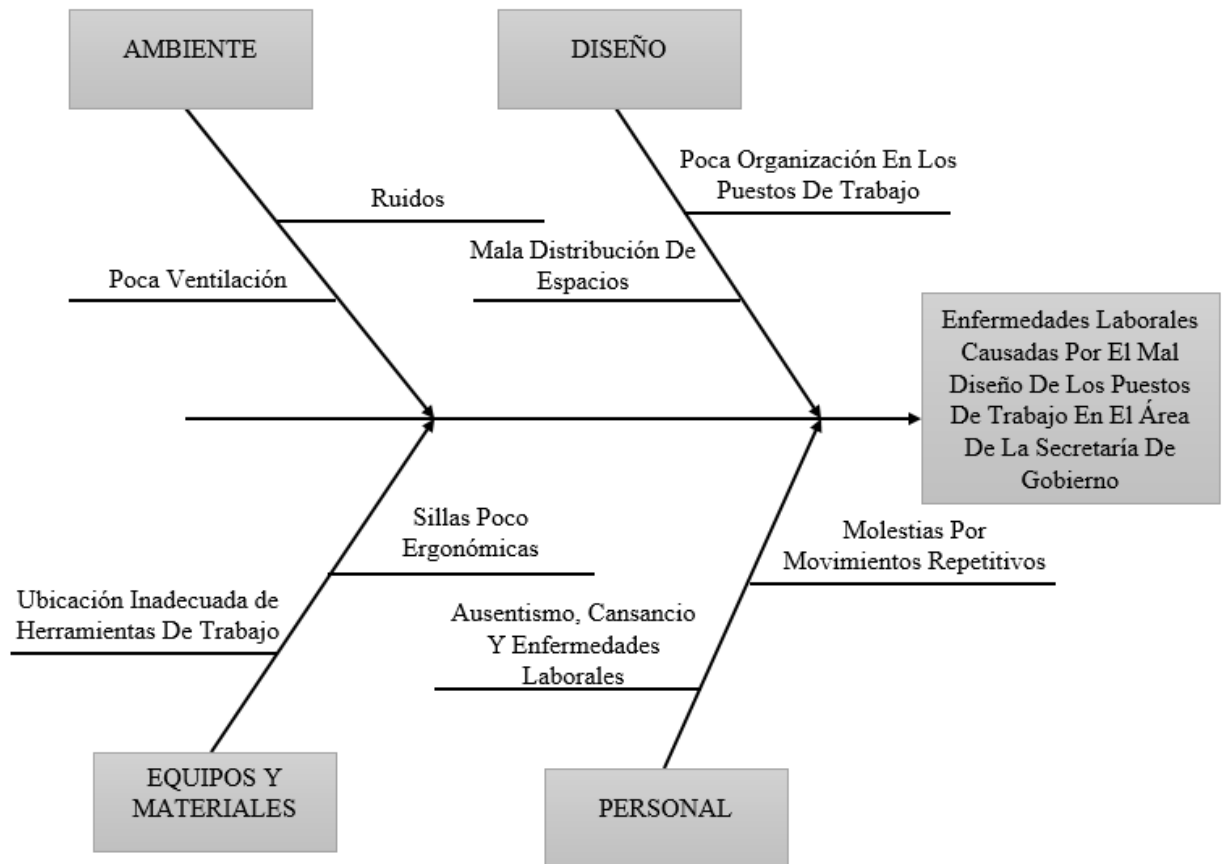 AMBIENTE
DISEÑO
Ruidos
Poca Ventilación
Poca Organización En Los
Puestos De Trabajo
Mala Distribución De
Espacios
Enfermedades Laborales
Causadas Por El Mal
Diseño De Los Puestos
De Trabajo En El Área
De La Secretaría De
Gobierno
Sillas Poco
Ergonómicas
Ubicación Inadecuada de
Herramientas De Trabajo
Molestias Por
Movimientos Repetitivos
Ausentismo, Cansancio
Y Enfermedades
Laborales
EQUIPOS Y
MATERIALES
PERSONAL